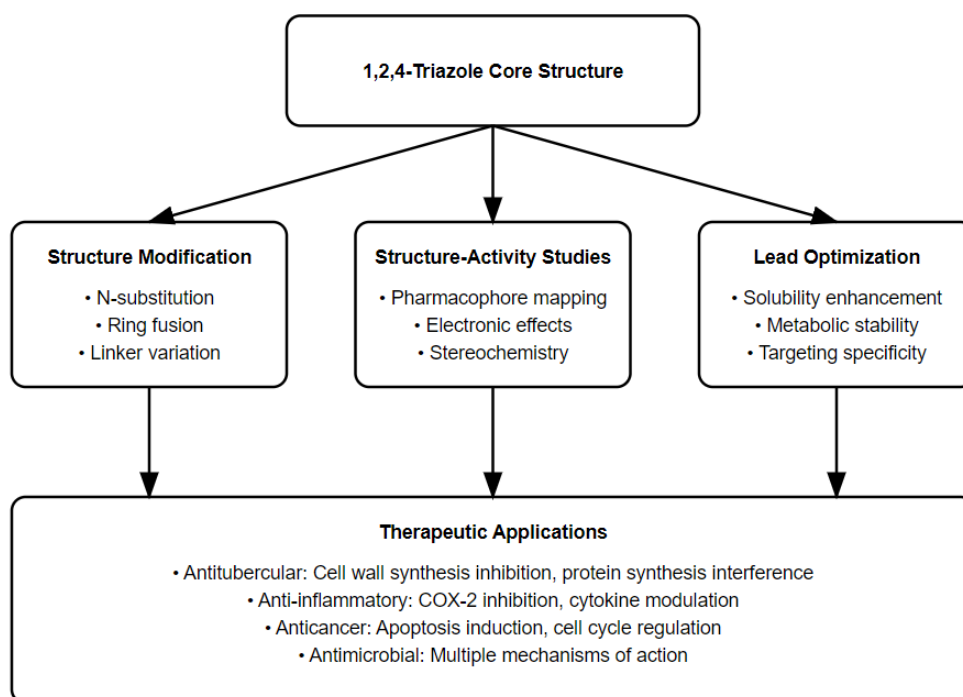 1,2,4-Triazole Core Structure
Structure Modification
• N-substitution
• Ring fusion
• Linker variation
Structure-Activity Studies
• Pharmacophore mapping
• Electronic effects
• Stereochemistry
Lead Optimization
• Solubility enhancement
• Metabolic stability
• Targeting specificity
Therapeutic Applications
• Antitubercular: Cell wall synthesis inhibition, protein synthesis interference
• Anti-inflammatory: COX-2 inhibition, cytokine modulation
• Anticancer: Apoptosis induction, cell cycle regulation
• Antimicrobial: Multiple mechanisms of action